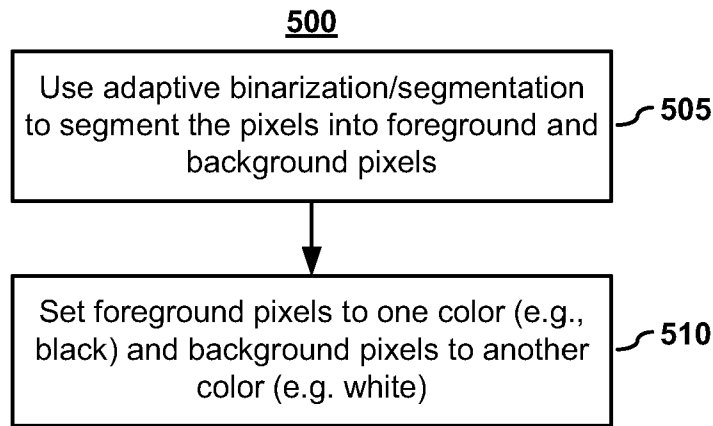 500
Use adaptive binarization/segmentation
to segment the pixels into foreground and
background pixels
505
Set foreground pixels to one color (e.g.,
black) and background pixels to another
color (e.g. white)
510